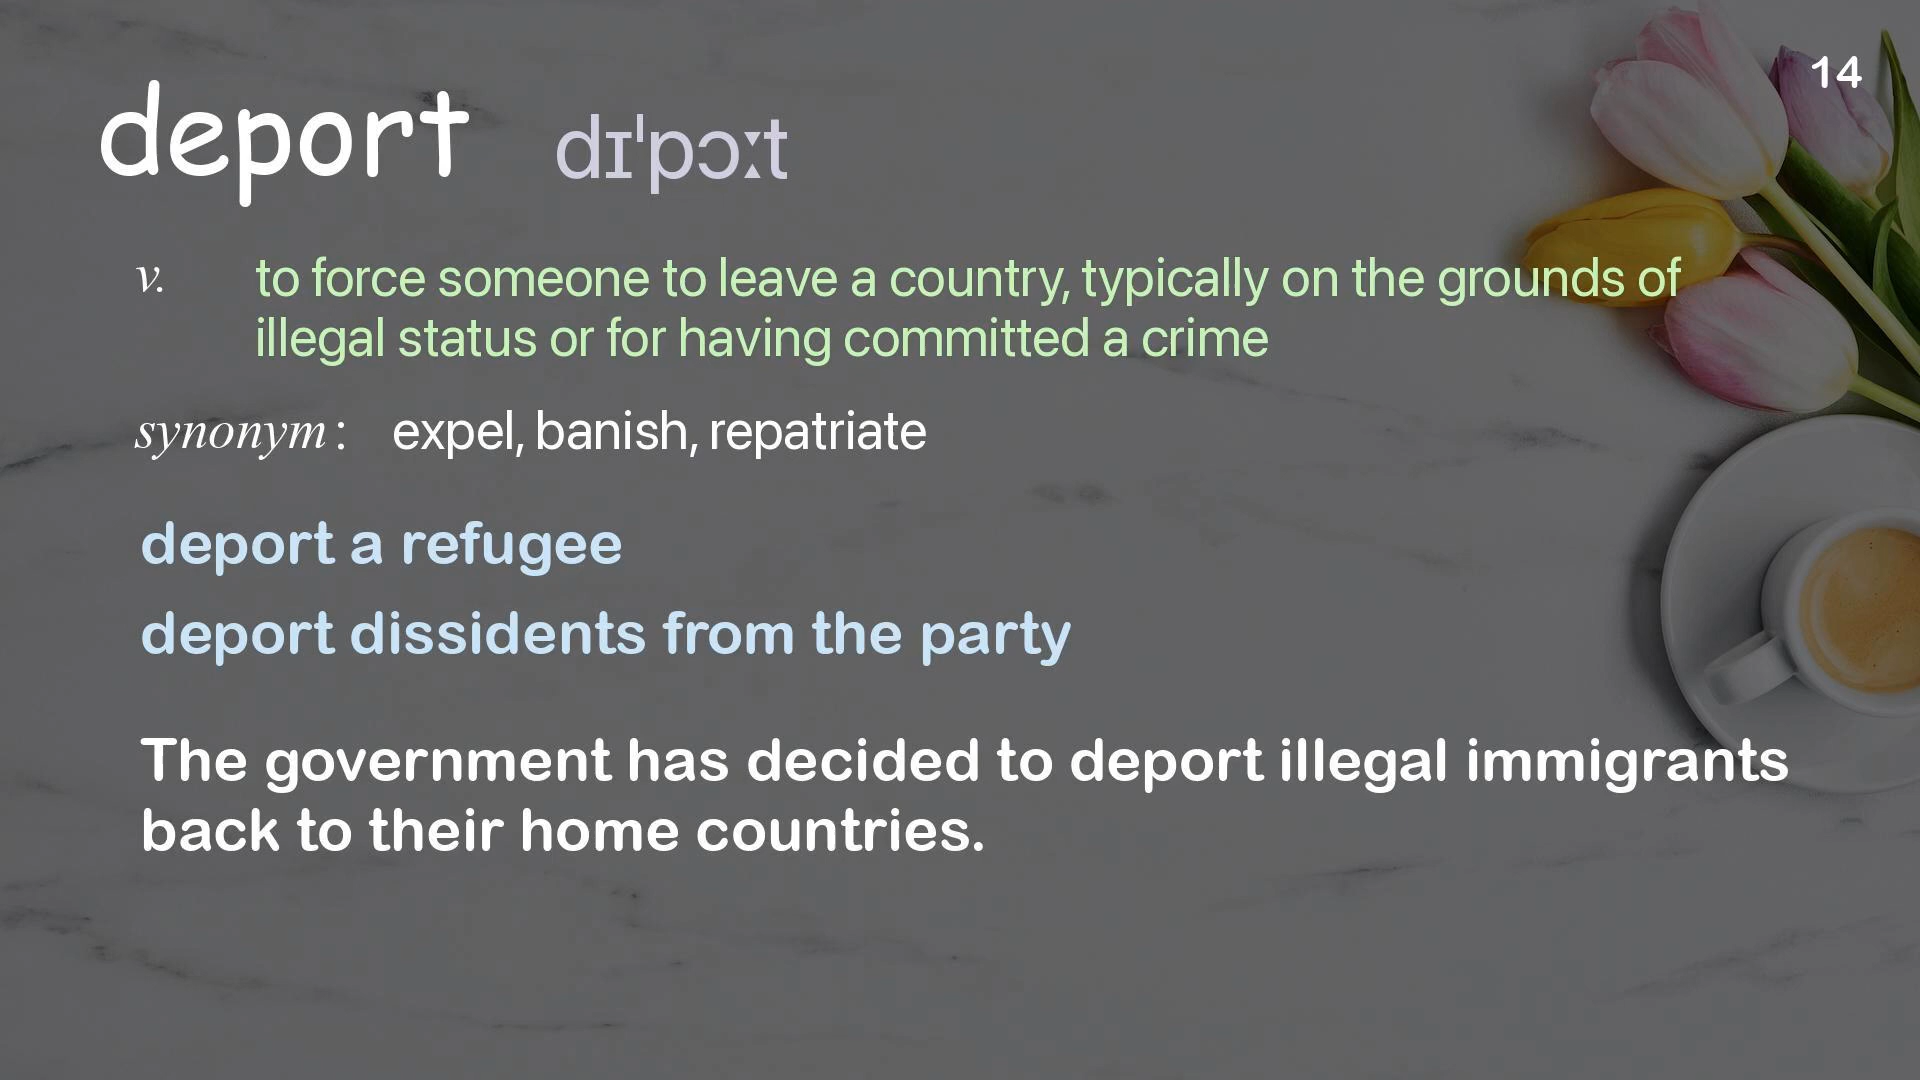 14
deport dɪˈpɔːt
v. to force someone to leave a country, typically on the grounds of
illegal status or for having committed a crime
synonym: expel, banish, repatriate
deport a refugee
deport dissidents from the party
The government has decided to deport illegal immigrants
back to their home countries.